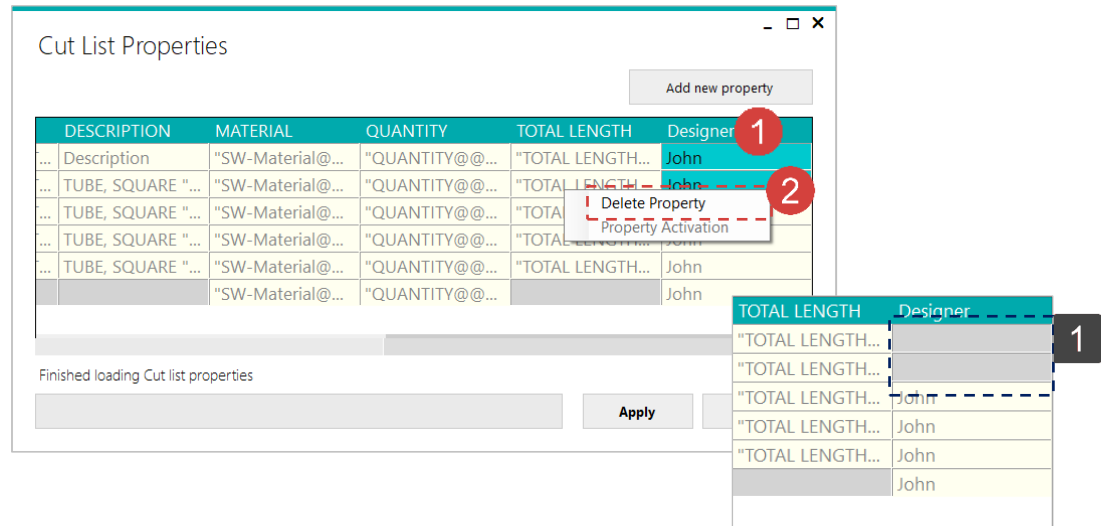 Cut List Properties
Add new property
DESCRIPTION MATERIAL QUANTITY TOTAL LENGTH Designer 1
... Description "SW-Material@... "QUANTITY@@... "TOTAL LENGTH... John
... TUBE, SQUARE "... "SW-Material@... "QUANTITY@@... "TOTAL LENGTH... John
2
Delete Property
... TUBE, SQUARE "... "SW-Material@... "QUANTITY@@... "TOTA
Property Activation
... TUBE, SQUARE "... "SW-Material@... "QUANTITY@@... "TOTAL LENGTH... John
... TUBE, SQUARE "... "SW-Material@... "QUANTITY@@... "TOTAL LENGTH... John
"SW-Material@... "QUANTITY@@... John
Finished loading Cut list properties
Apply
TOTAL LENGTH Designer
1
"TOTAL LENGTH...
"TOTAL LENGTH...
"TOTAL LENGTH... John
"TOTAL LENGTH... John
"TOTAL LENGTH... John
John